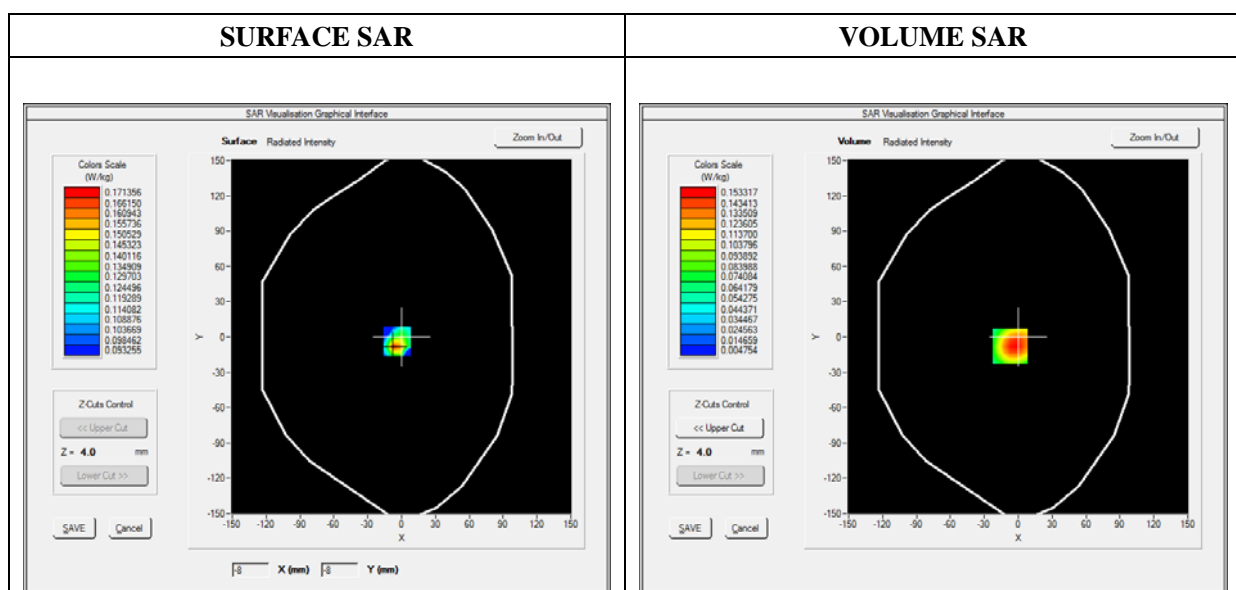 SURFACE SAR
VOLUME SAR
SAR Visualisation Graphical Interface
Surface Radiated Intensity
Zoom In/Out
Colors Scale
(W/kg)
0.171356
0.166150
0.160943
0.155736
0.150529
0.145323
0.140116
0.134909
0.129703
0.124496
0.119289
0.114082
0.108876
0.103669
0.098462
0.093255
Z-Cuts Control
<< Upper Cut
Z = 4.0 mm
Lower Cut >>
SAVE
Cancel
150
120
90
60
30
0
-30
-60
-90
-120
-150
Y
-150 -120 -90 -60 -30 0 30 60 90 120 150
X
-8 X (mm) -8 Y (mm)
SAR Visualisation Graphical Interface
Volume Radiated Intensity
Zoom In/Out
Colors Scale
(W/kg)
0.153317
0.143413
0.133509
0.123605
0.113700
0.103796
0.093892
0.083988
0.074084
0.064179
0.054275
0.044371
0.034467
0.024563
0.014659
0.004754
Z-Cuts Control
<< Upper Cut
Z = 4.0 mm
Lower Cut >>
SAVE
Cancel
150
120
90
60
30
0
-30
-60
-90
-120
-150
Y
-150 -120 -90 -60 -30 0 30 60 90 120 150
X